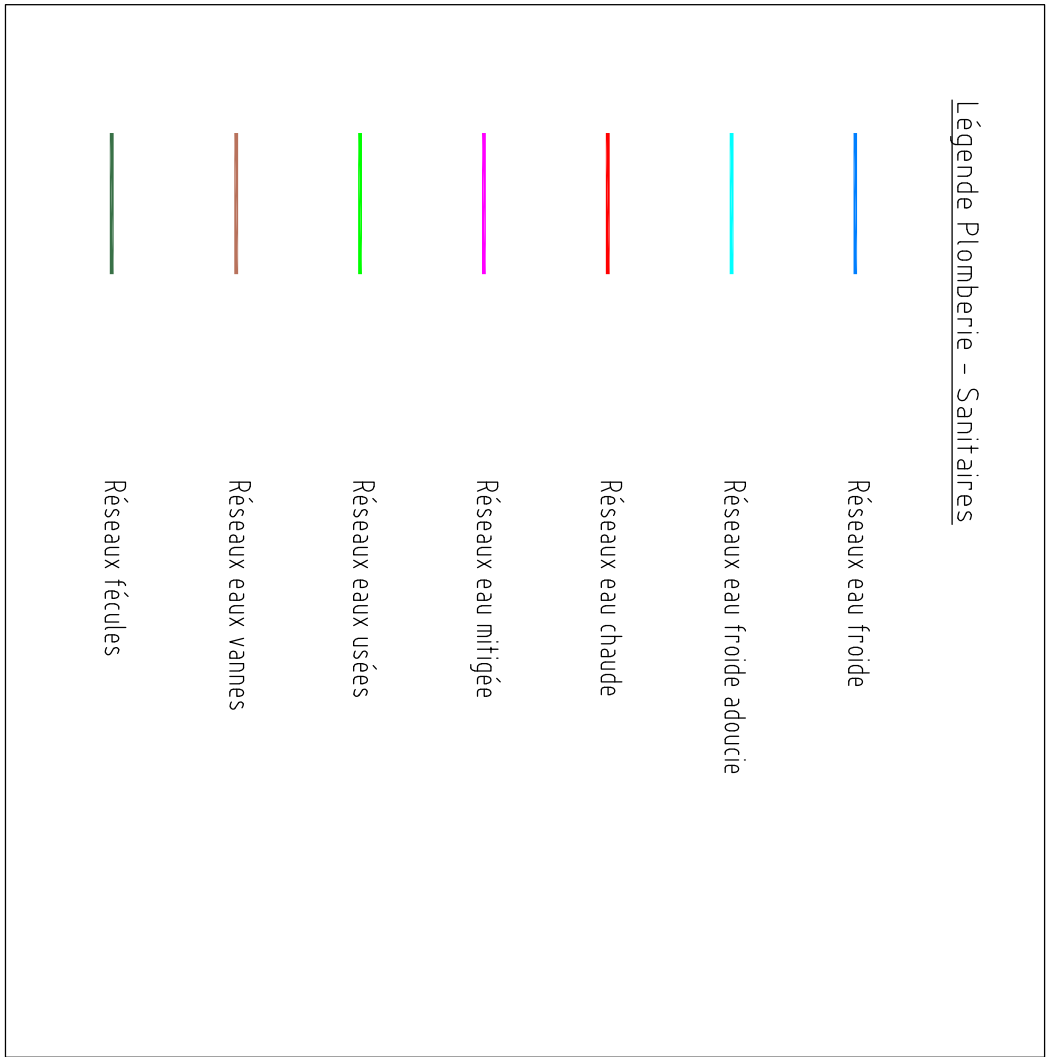 Légende Plomberie - Sanitaires
Réseaux eau froide
Réseaux eau froide adoucie
Réseaux eau chaude
Réseaux eau mitigée
Réseaux eaux usées
Réseaux eaux vannes
Réseaux fécules